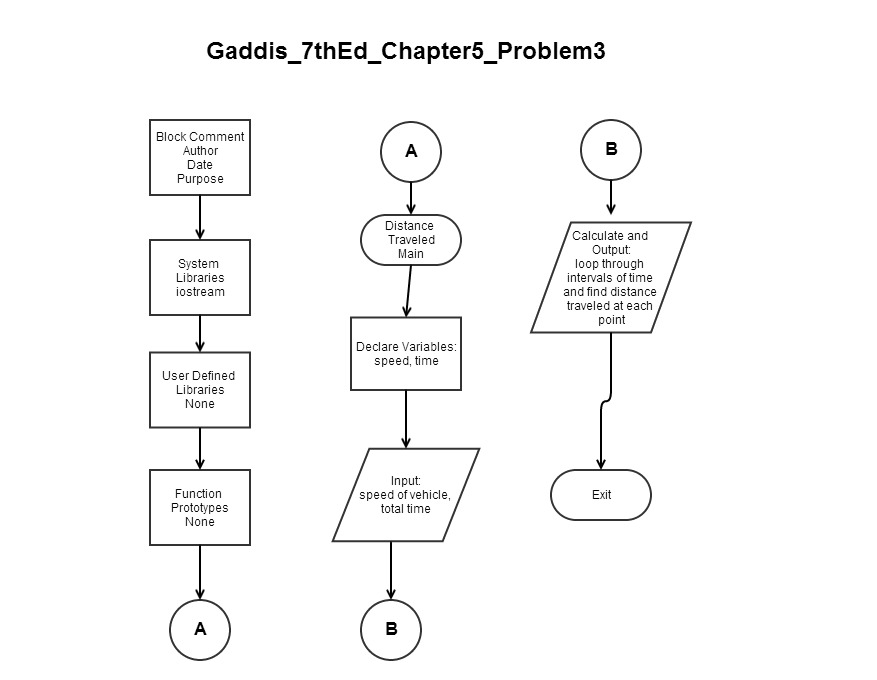 Gaddis_7thEd_Chapter5_Problem3
Block Comment
Author
Date
Purpose
System
Libraries
iostream
User Defined
Libraries
None
Function
Prototypes
None
A
A
Distance
Traveled
Main
Declare Variables:
speed, time
Input:
speed of vehicle,
total time
B
B
Calculate and
Output:
loop through
intervals of time
and find distance
traveled at each
point
Exit